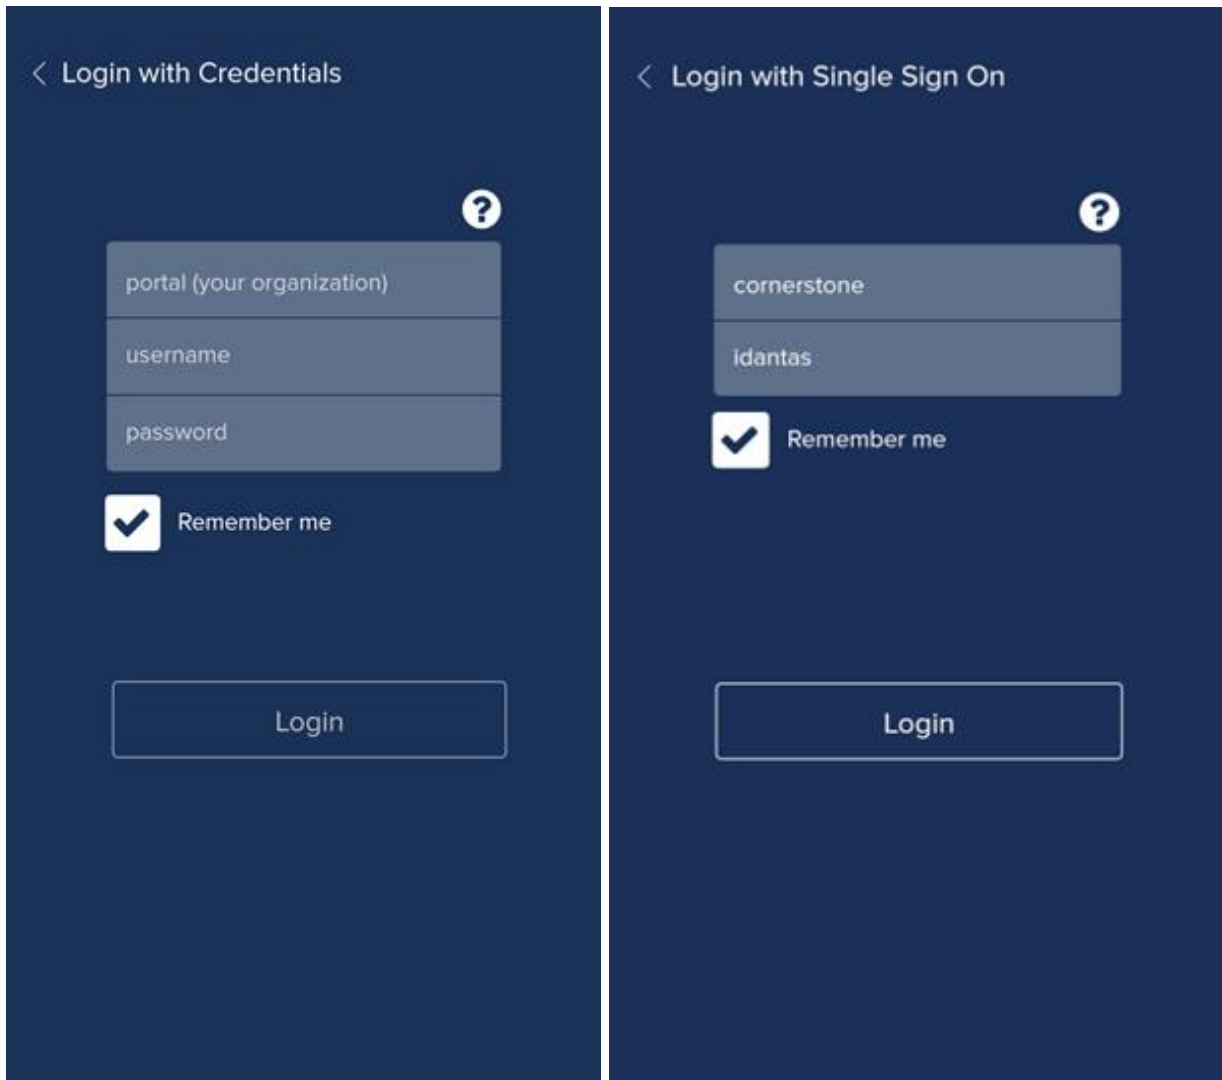 Login with Credentials
?
portal (your organization)
username
password
Remember me
Login
Login with Single Sign On
?
cornerstone
idantas
Remember me
Login